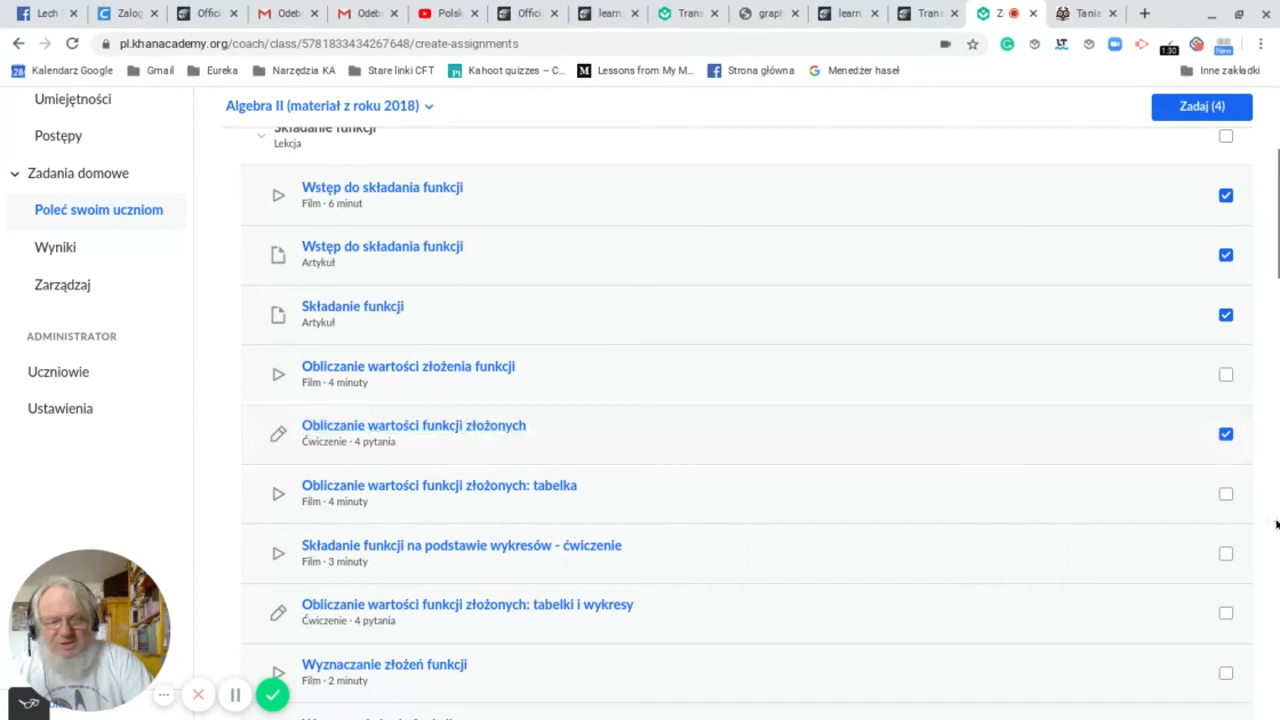 Lech
Zalog
Offici
Odeb
Odeb
Polsk
Offici
learn.
Trans
graph
learn.
Trans
Z
Tania
pl.khanacademy.org/coach/class/5781833434267648/create-assignments
1:30
New
Kalendarz Google
Gmail
Eureka
Narzędzia KA
Stare linki CFT
Kahoot quizzes – C...
Lessons from My M...
Strona główna
Menedżer haseł
Inne zakładki
Umiejętności
Postępy
Zadania domowe
Poleć swoim uczniom
Wyniki
Zarządzaj
ADMINISTRATOR
Uczniowie
Ustawienia
Algebra II (materiał z roku 2018)
Zadaj (4)
Składanie funkcji
Lekcja
Wstęp do składania funkcji
Film · 6 minut
Wstęp do składania funkcji
Artykuł
Składanie funkcji
Artykuł
Obliczanie wartości złożenia funkcji
Film · 4 minuty
Obliczanie wartości funkcji złożonych
Ćwiczenie · 4 pytania
Obliczanie wartości funkcji złożonych: tabelka
Film · 4 minuty
Składanie funkcji na podstawie wykresów - ćwiczenie
Film · 3 minuty
Obliczanie wartości funkcji złożonych: tabelki i wykresy
Ćwiczenie · 4 pytania
Wyznaczanie złożeń funkcji
Film · 2 minuty